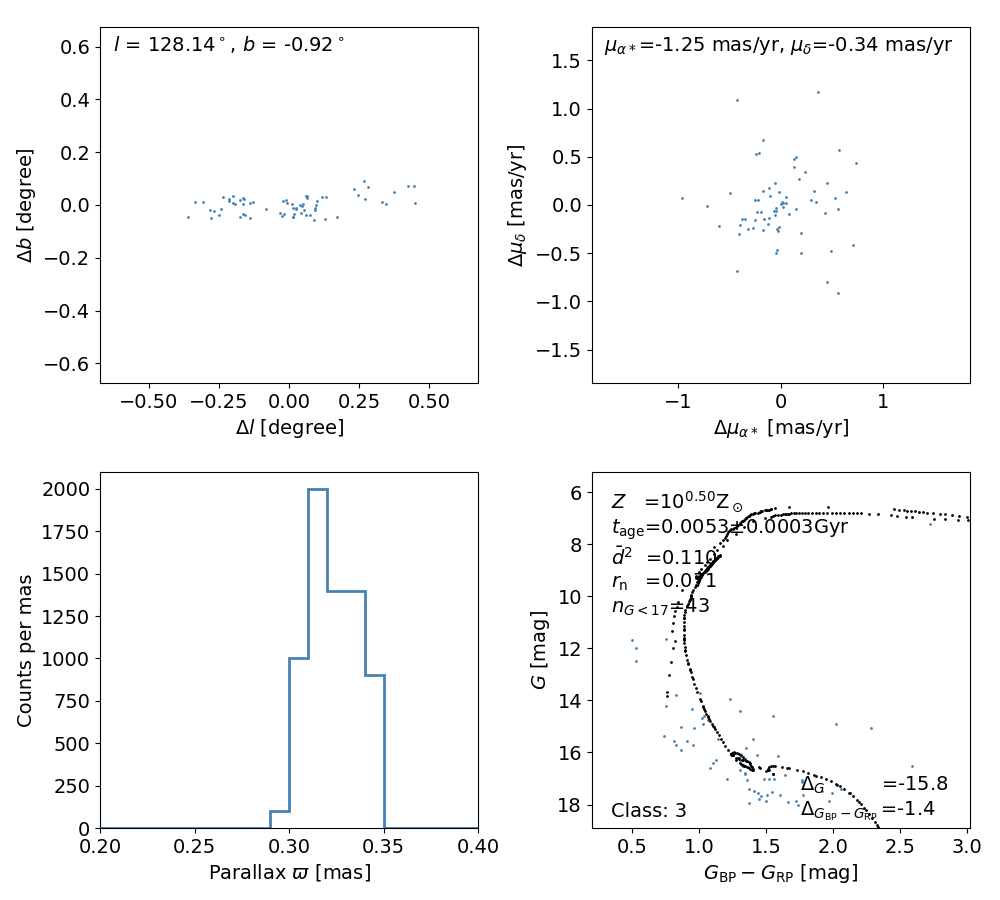 l = 128.14°, b = -0.92°
0.6
0.4
0.2
0.0
−0.2
−0.4
−0.6
Δb [degree]
−0.50 −0.25 0.00 0.25 0.50
Δl [degree]
μα*=-1.25 mas/yr, μδ=-0.34 mas/yr
1.5
1.0
0.5
0.0
−0.5
−1.0
−1.5
Δμδ [mas/yr]
−1 0 1
Δμα* [mas/yr]
2000
1750
1500
1250
1000
750
500
250
0
Counts per mas
0.20 0.25 0.30 0.35 0.40
Parallax ϖ [mas]
Z =10^0.50 Z⊙
t_age=0.0053±0.0003Gyr
d̄² =0.110
r_n =0.071
n_G<17=43
6
8
10
12
14
16
18
G [mag]
Δ_G =-15.8
Δ_GBP−GRP =-1.4
Class: 3
0.5 1.0 1.5 2.0 2.5 3.0
G_BP − G_RP [mag]